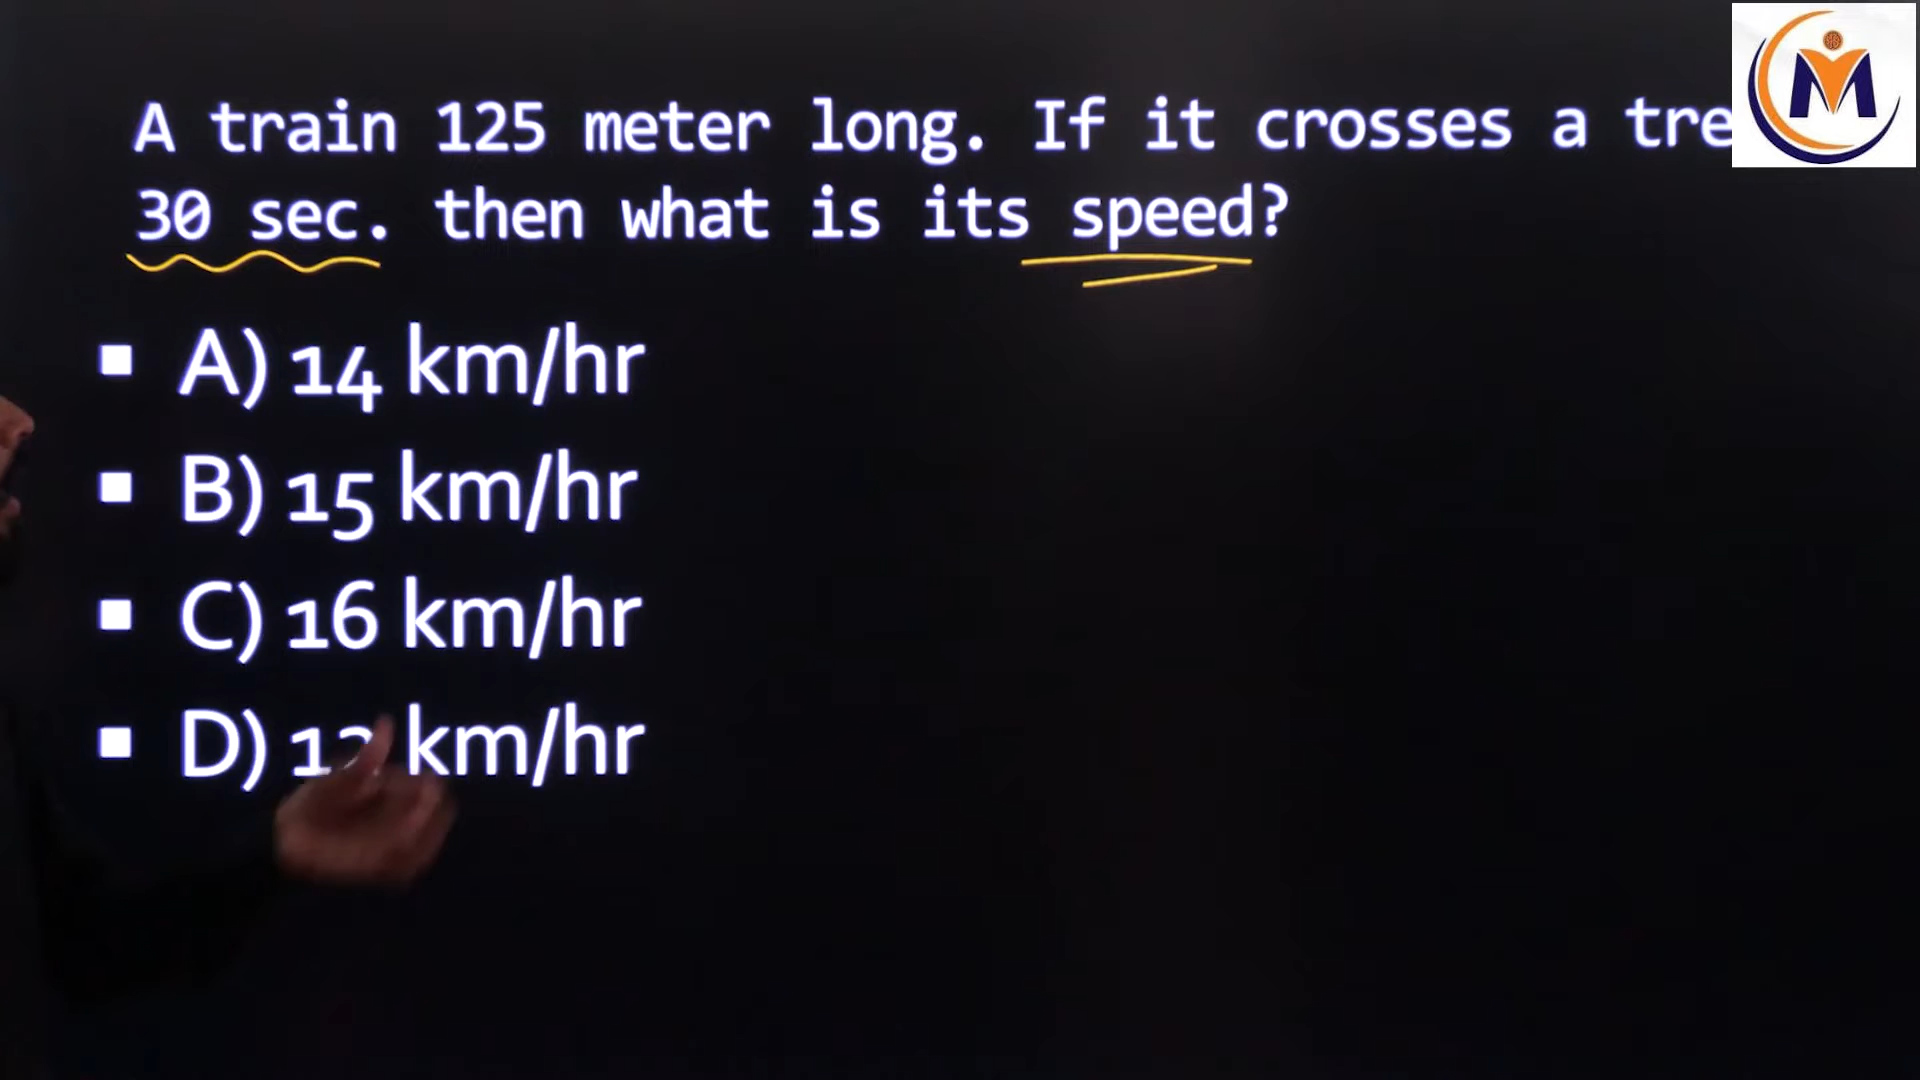 A train 125 meter long. If it crosses a
30 sec. then what is its speed?
A) 14 km/hr
B) 15 km/hr
C) 16 km/hr
D) km/hr
M